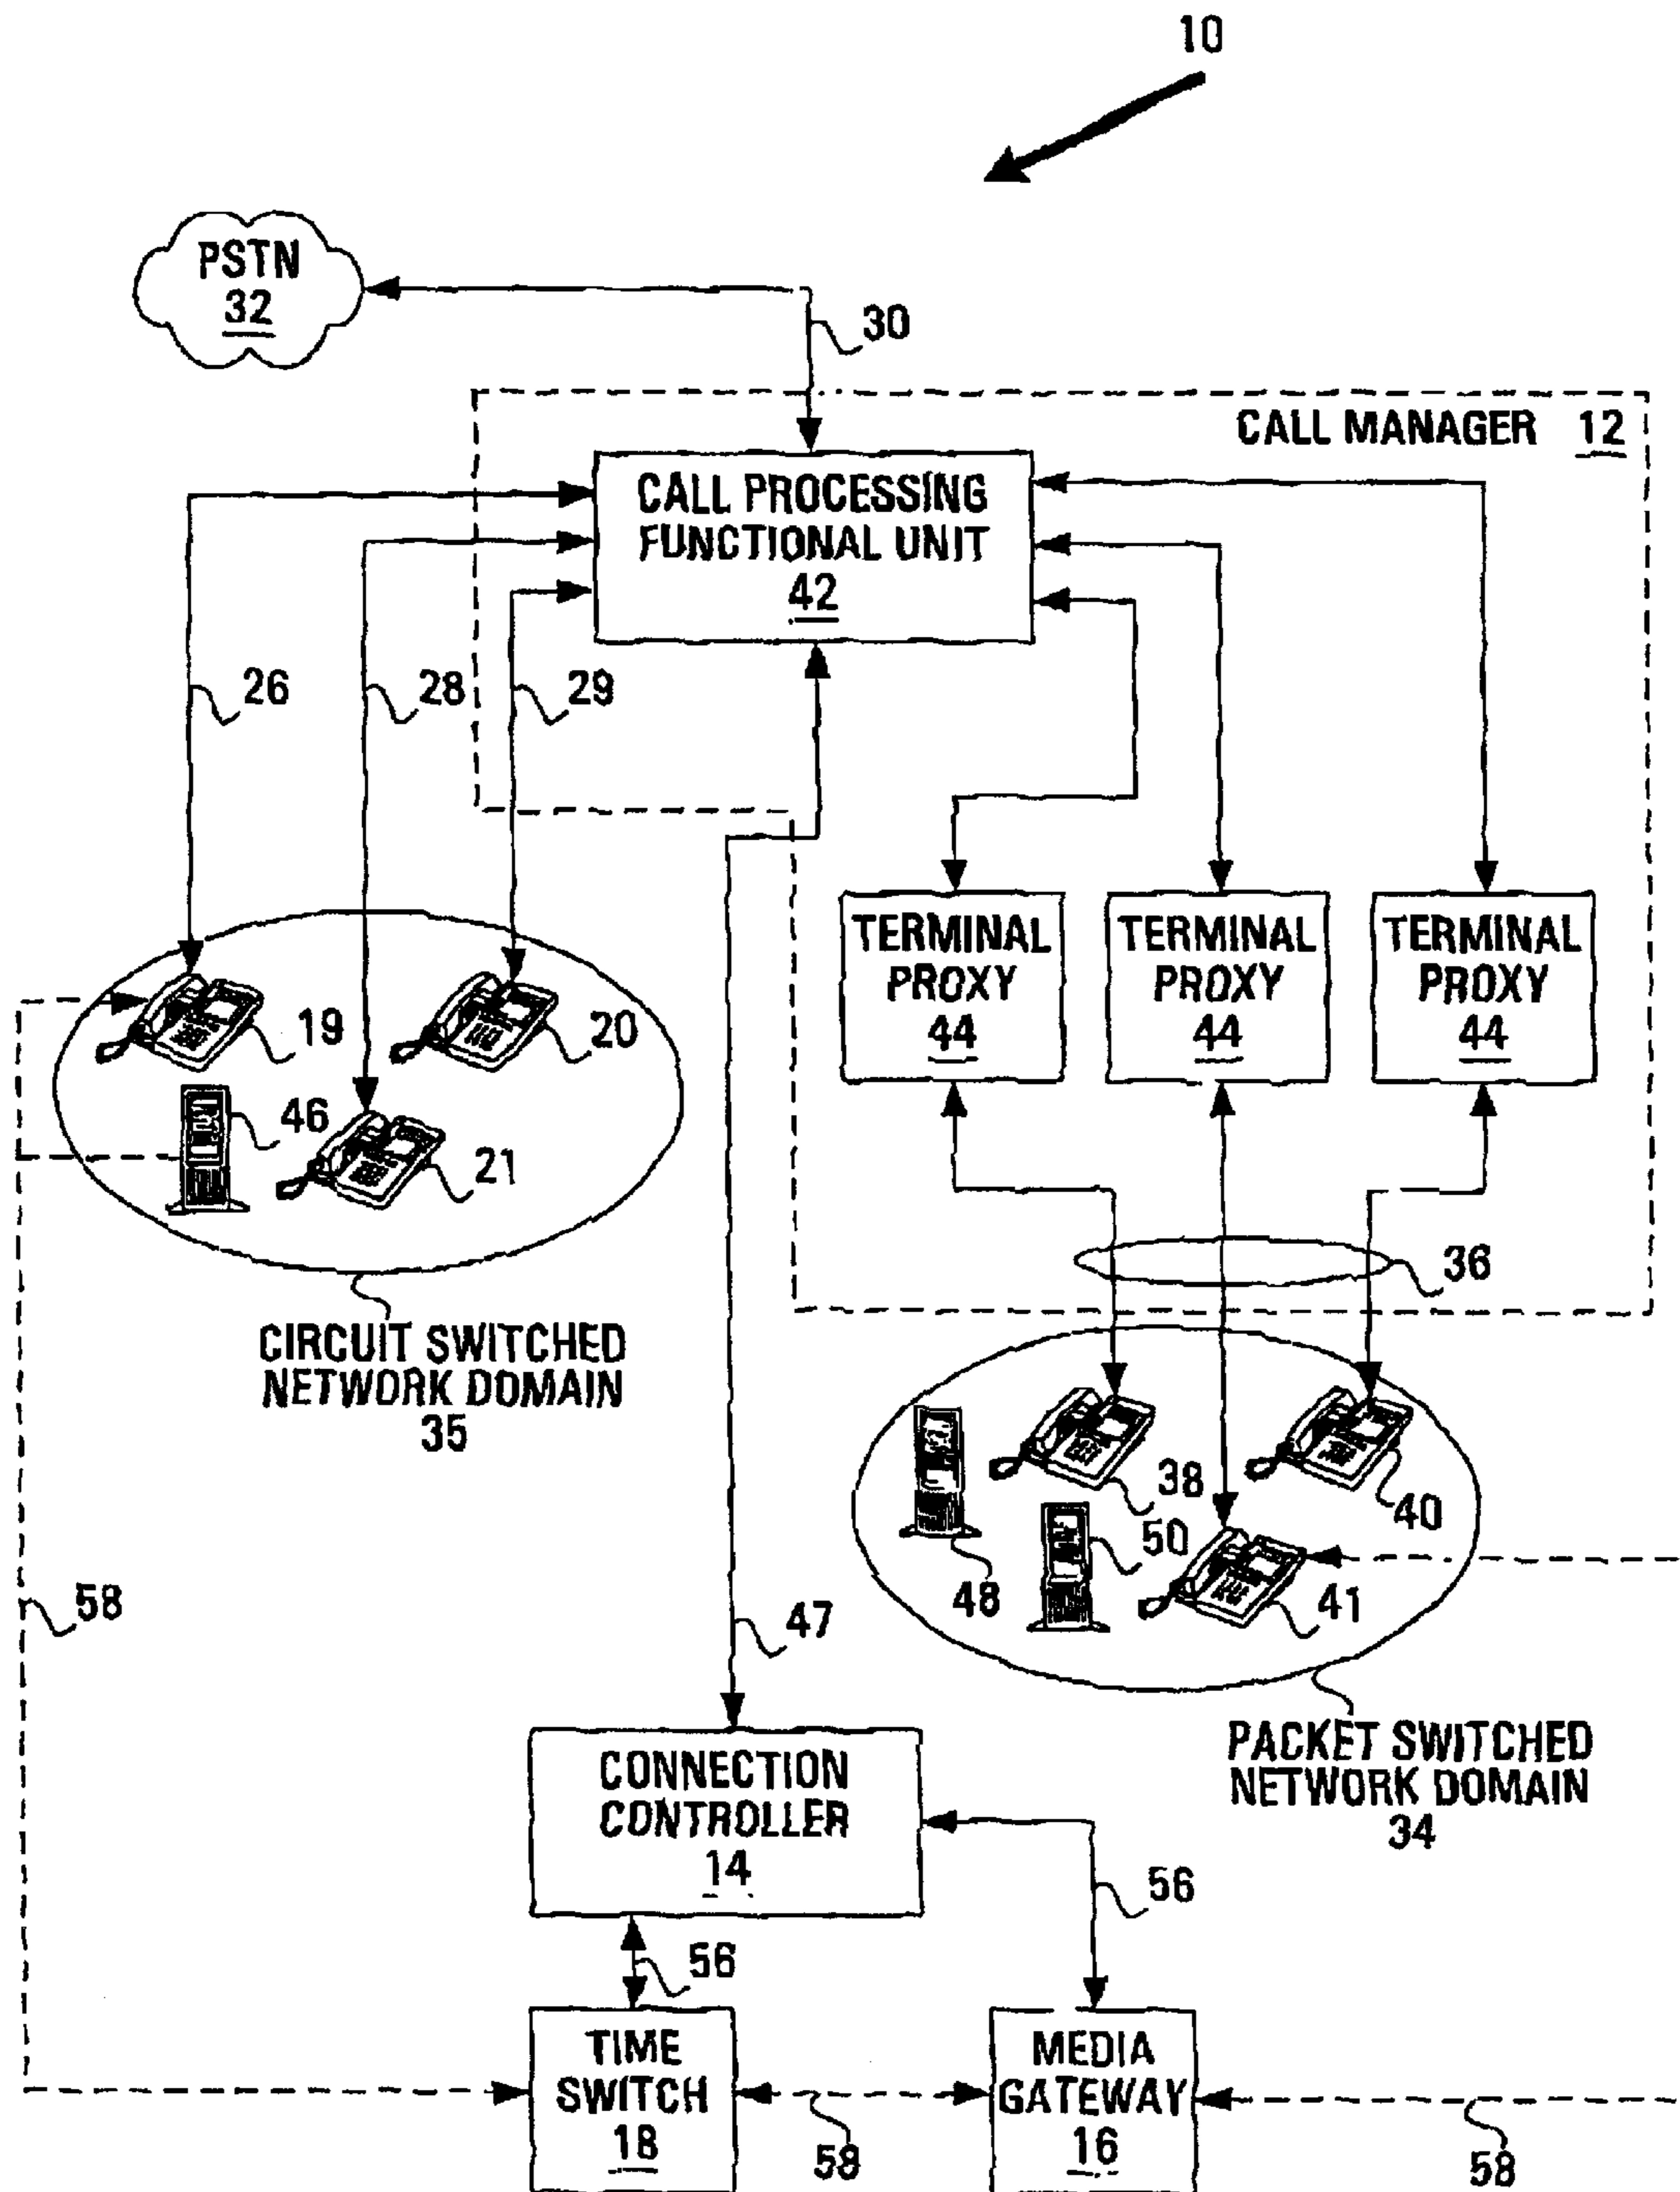 10
PSTN
32
30
CALL MANAGER 12
CALL PROCESSING
FUNCTIONAL UNIT
42
26
28
29
TERMINAL
PROXY
44
TERMINAL
PROXY
44
TERMINAL
PROXY
44
19
20
46
21
36
CIRCUIT SWITCHED
NETWORK DOMAIN
35
38
40
48
50
41
58
47
PACKET SWITCHED
NETWORK DOMAIN
34
CONNECTION
CONTROLLER
14
56
56
TIME
SWITCH
18
58
MEDIA
GATEWAY
16
58